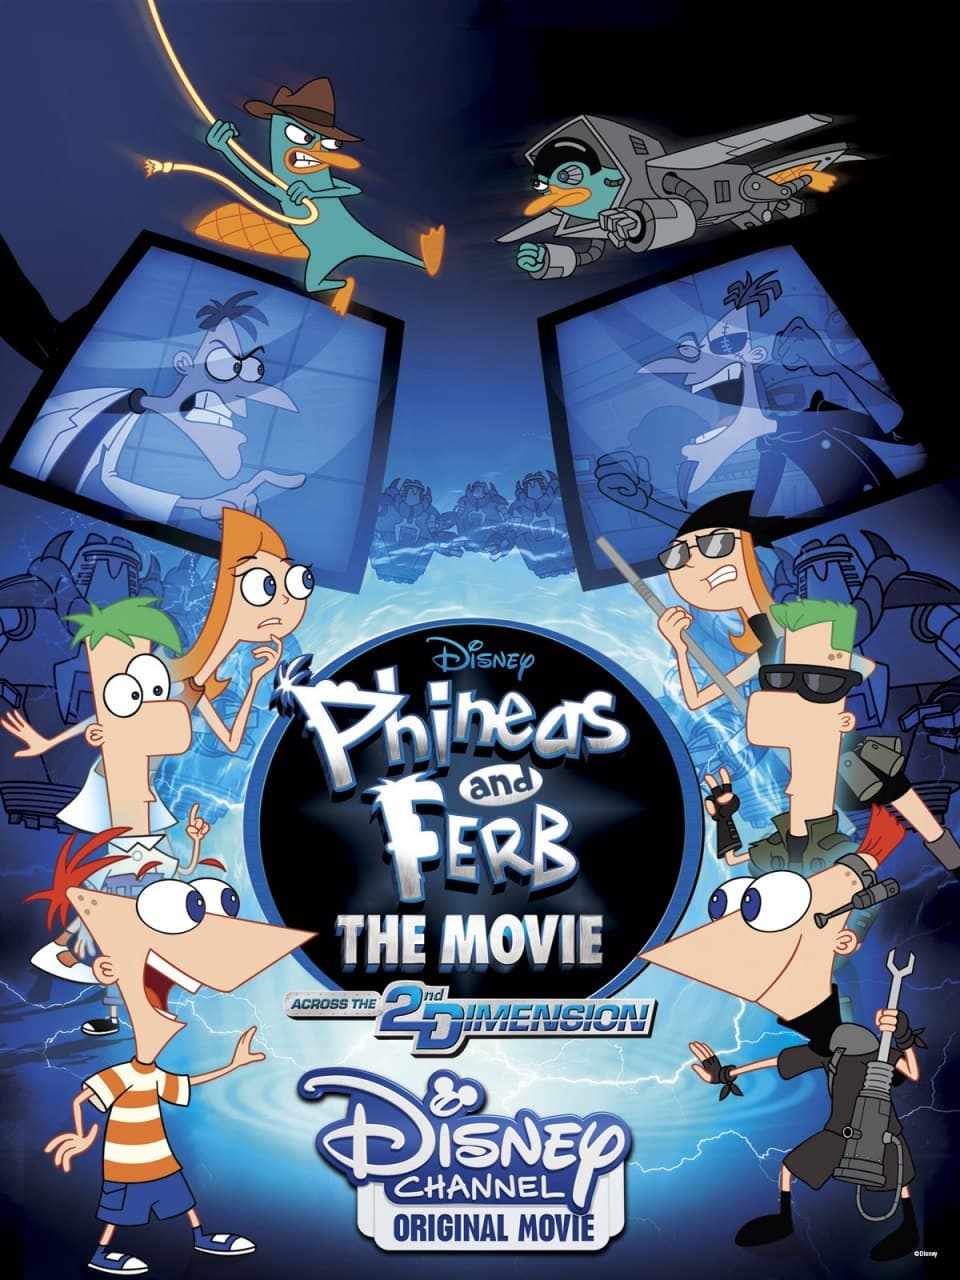 Disney
Phineas
and
Ferb
THE MOVIE
ACROSS THE 2nd DIMENSION
Disney
CHANNEL
ORIGINAL MOVIE
©Disney